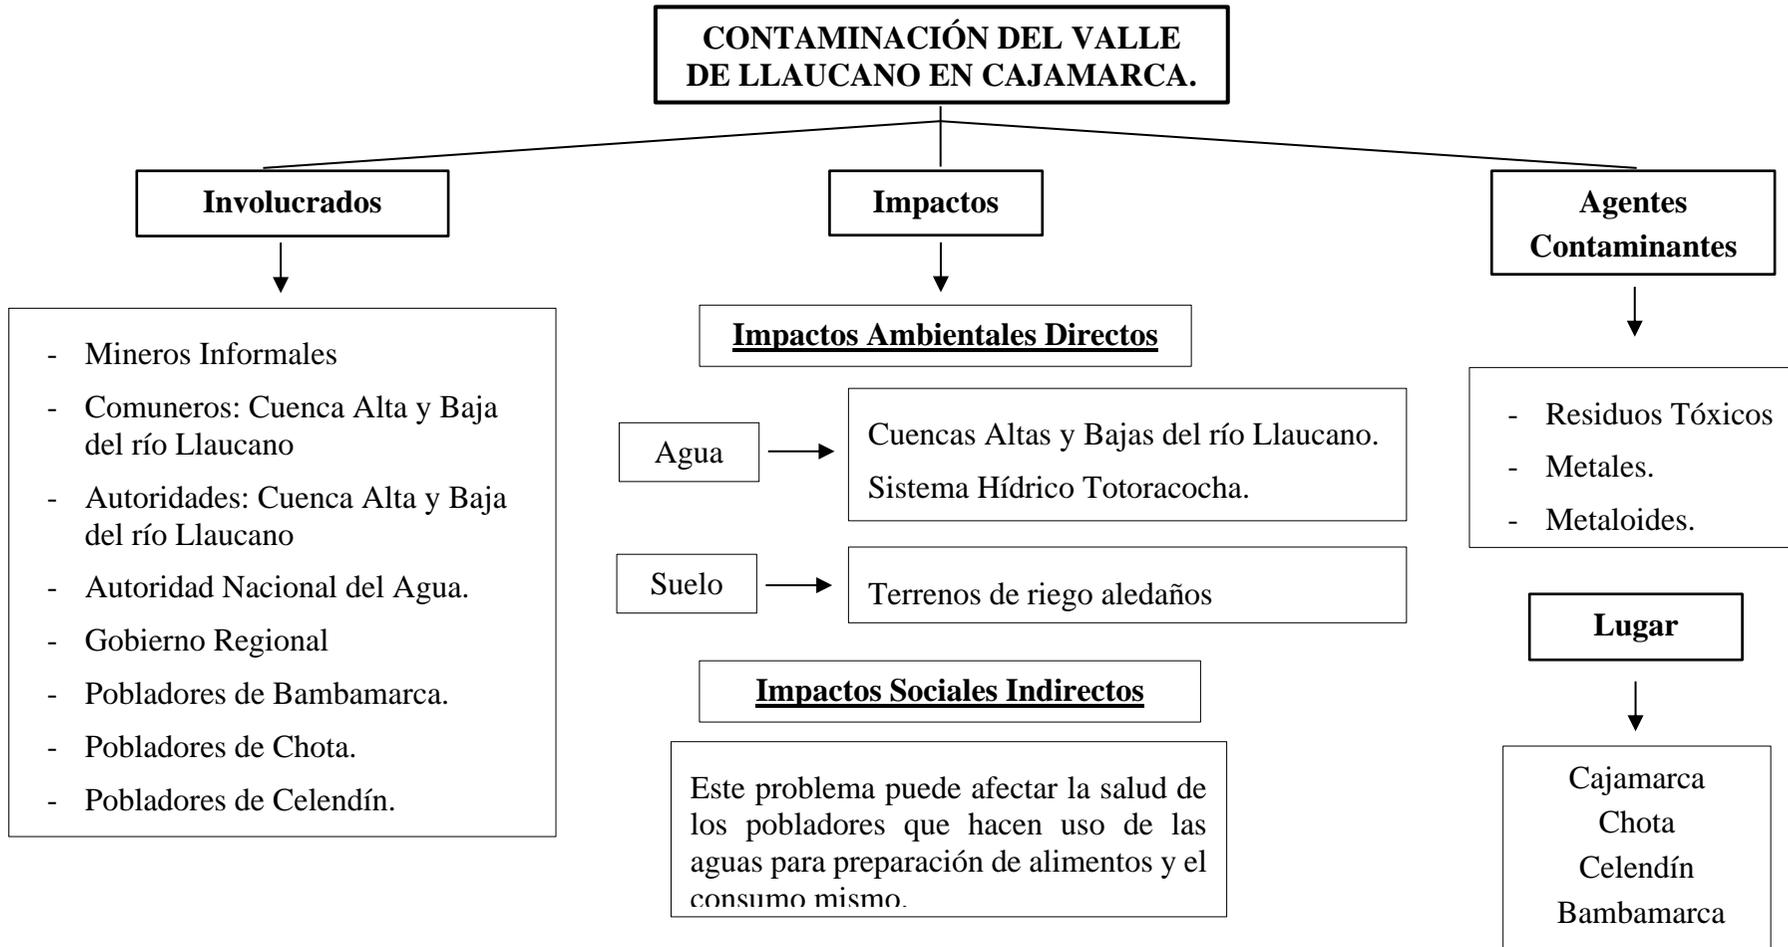 CONTAMINACIÓN DEL VALLE
DE LLAUCANO EN CAJAMARCA.
Involucrados
- Mineros Informales
- Comuneros: Cuenca Alta y Baja
del río Llaucano
- Autoridades: Cuenca Alta y Baja
del río Llaucano
- Autoridad Nacional del Agua.
- Gobierno Regional
- Pobladores de Bambamarca.
- Pobladores de Chota.
- Pobladores de Celendín.
Impactos
Impactos Ambientales Directos
Agua
Cuencas Altas y Bajas del río Llaucano.
Sistema Hídrico Totoracocha.
Suelo
Terrenos de riego aledaños
Impactos Sociales Indirectos
Este problema puede afectar la salud de
los pobladores que hacen uso de las
aguas para preparación de alimentos y el
consumo mismo.
Agentes
Contaminantes
- Residuos Tóxicos
- Metales.
- Metaloides.
Lugar
Cajamarca
Chota
Celendín
Bambamarca